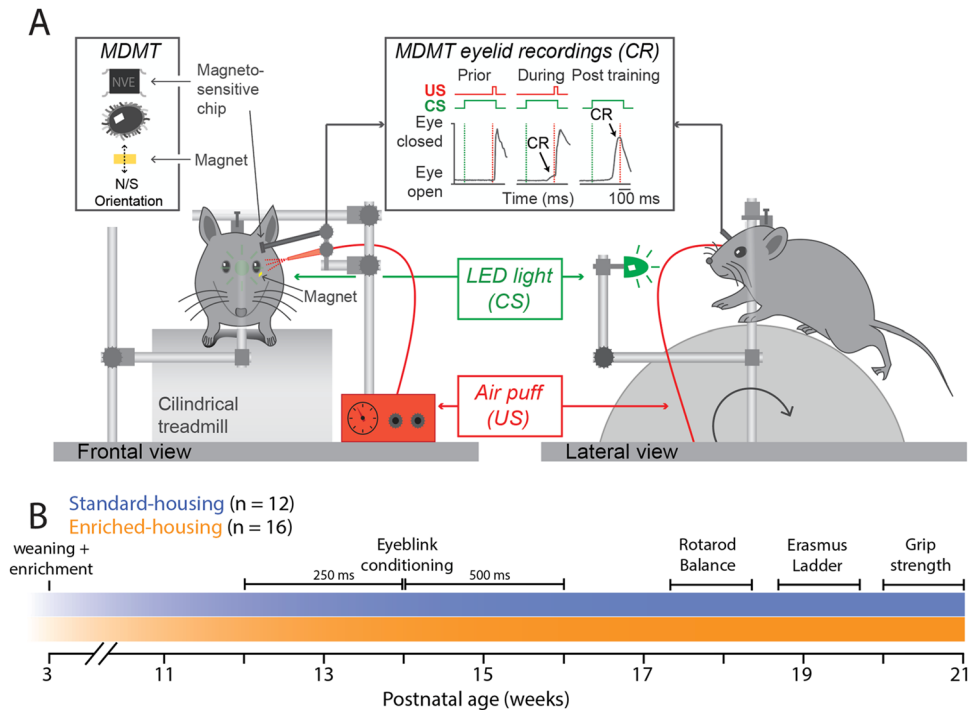 A
MDMT
NVE
Magneto-
sensitive
chip
Magnet
N/S
Orientation
MDMT eyelid recordings (CR)
Prior During Post training
US
CS
Eye
closed
CR
CR
Eye
open
Time (ms) 100 ms
LED light
(CS)
Magnet
Cilindrical
treadmill
Air puff
(US)
Frontal view
Lateral view
B
Standard-housing (n = 12)
Enriched-housing (n = 16)
weaning +
enrichment
Eyeblink
conditioning
250 ms 500 ms
Rotarod
Balance
Erasmus
Ladder
Grip
strength
3 11 13 15 17 19 21
Postnatal age (weeks)